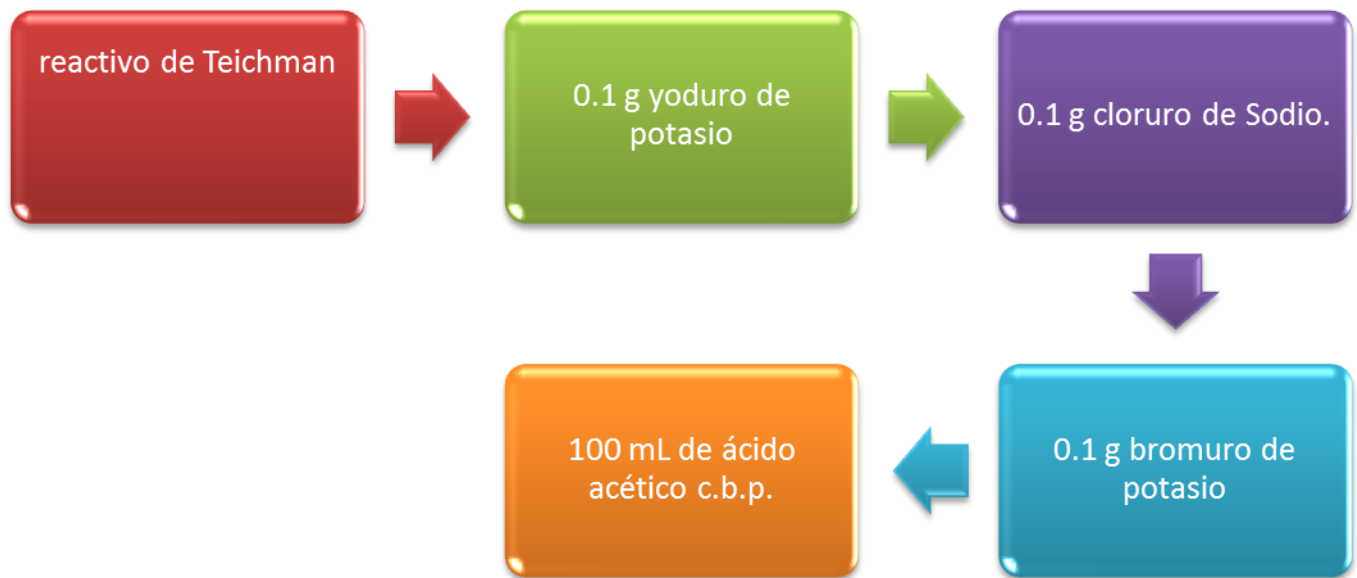 reactivo de Teichman
0.1 g yoduro de
potasio
0.1 g cloruro de Sodio.
0.1 g bromuro de
potasio
100 mL de ácido
acético c.b.p.